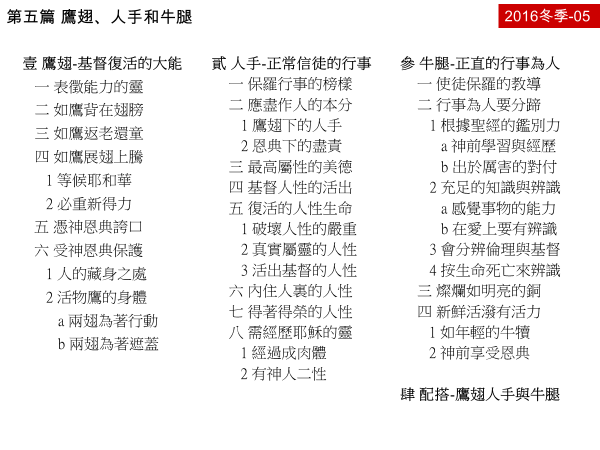 第五篇 鷹翅、人手和牛腿
2016冬季-05
壹 鷹翅-基督復活的大能
一 表徵能力的靈
二 如鷹背在翅膀
三 如鷹返老還童
四 如鷹展翅上騰
1 等候耶和華
2 必重新得力
五 憑神恩典誇口
六 受神恩典保護
1 人的藏身之處
2 活物鷹的身體
a 兩翅為著行動
b 兩翅為著遮蓋
貳 人手-正常信徒的行事
一 保羅行事的榜樣
二 應盡作人的本分
1 鷹翅下的人手
2 恩典下的盡責
三 最高屬性的美德
四 基督人性的活出
五 復活的人性生命
1 破壞人性的嚴重
2 真實屬靈的人性
3 活出基督的人性
六 內住人裏的人性
七 得著得榮的人性
八 需經歷耶穌的靈
1 經過成肉體
2 有神人二性
參 牛腿-正直的行事為人
一 使徒保羅的教導
二 行事為人要分蹄
1 根據聖經的鑑別力
a 神前學習與經歷
b 出於厲害的對付
2 充足的知識與辨識
a 感覺事物的能力
b 在愛上要有辨識
3 會分辨倫理與基督
4 按生命死亡來辨識
三 燦爛如明亮的銅
四 新鮮活潑有活力
1 如年輕的牛犢
2 神前享受恩典
肆 配搭-鷹翅人手與牛腿